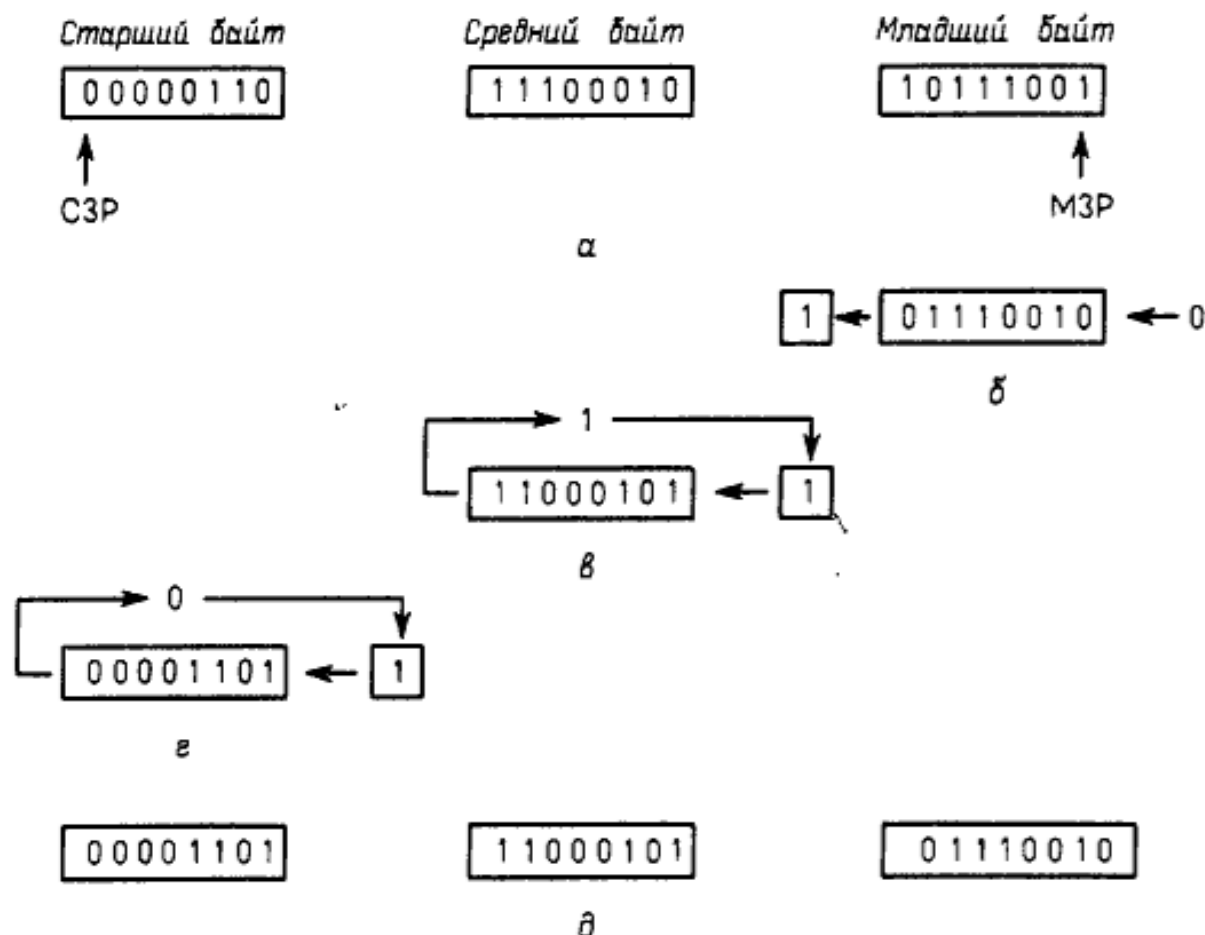 Старший байт Средний байт Младший байт
00000110 11100010 10111001
СЗР МЗР
а
1 01110010 0
б
1
11000101 1
в
0
00001101 1
г
00001101 11000101 01110010
д